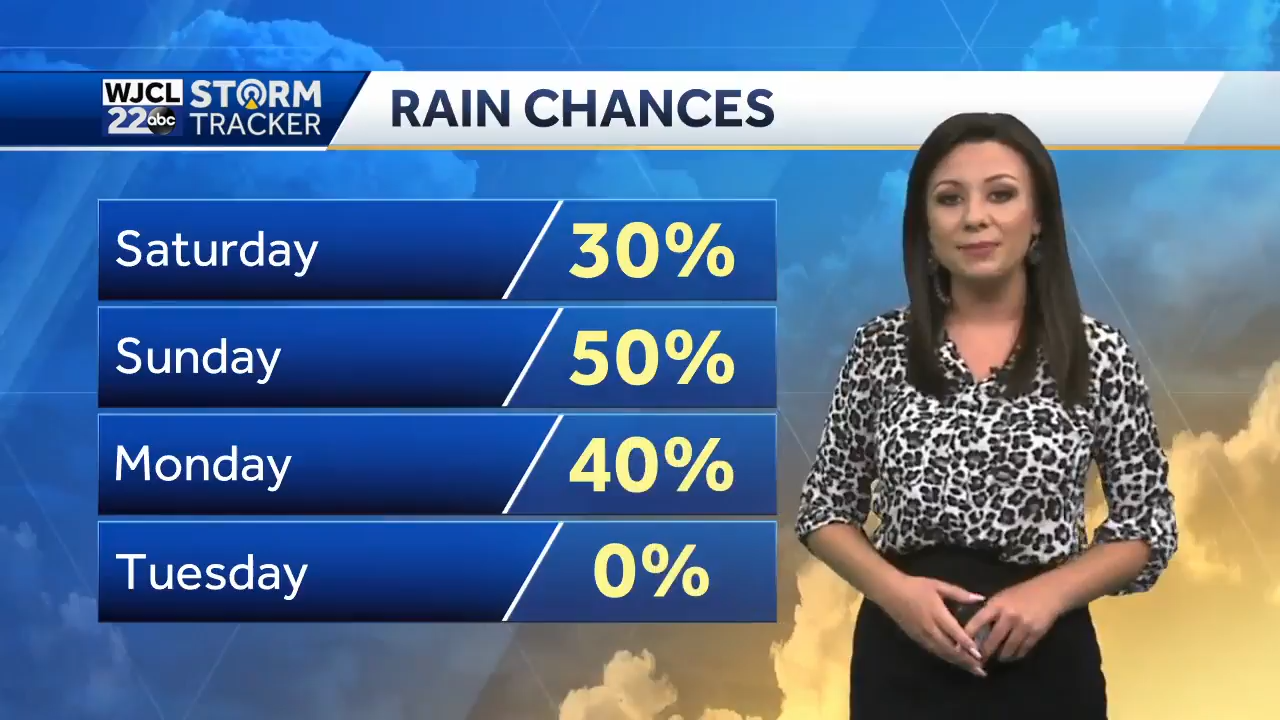 WJCL
22 abc
STORM
TRACKER
RAIN CHANCES
Saturday 30%
Sunday 50%
Monday 40%
Tuesday 0%